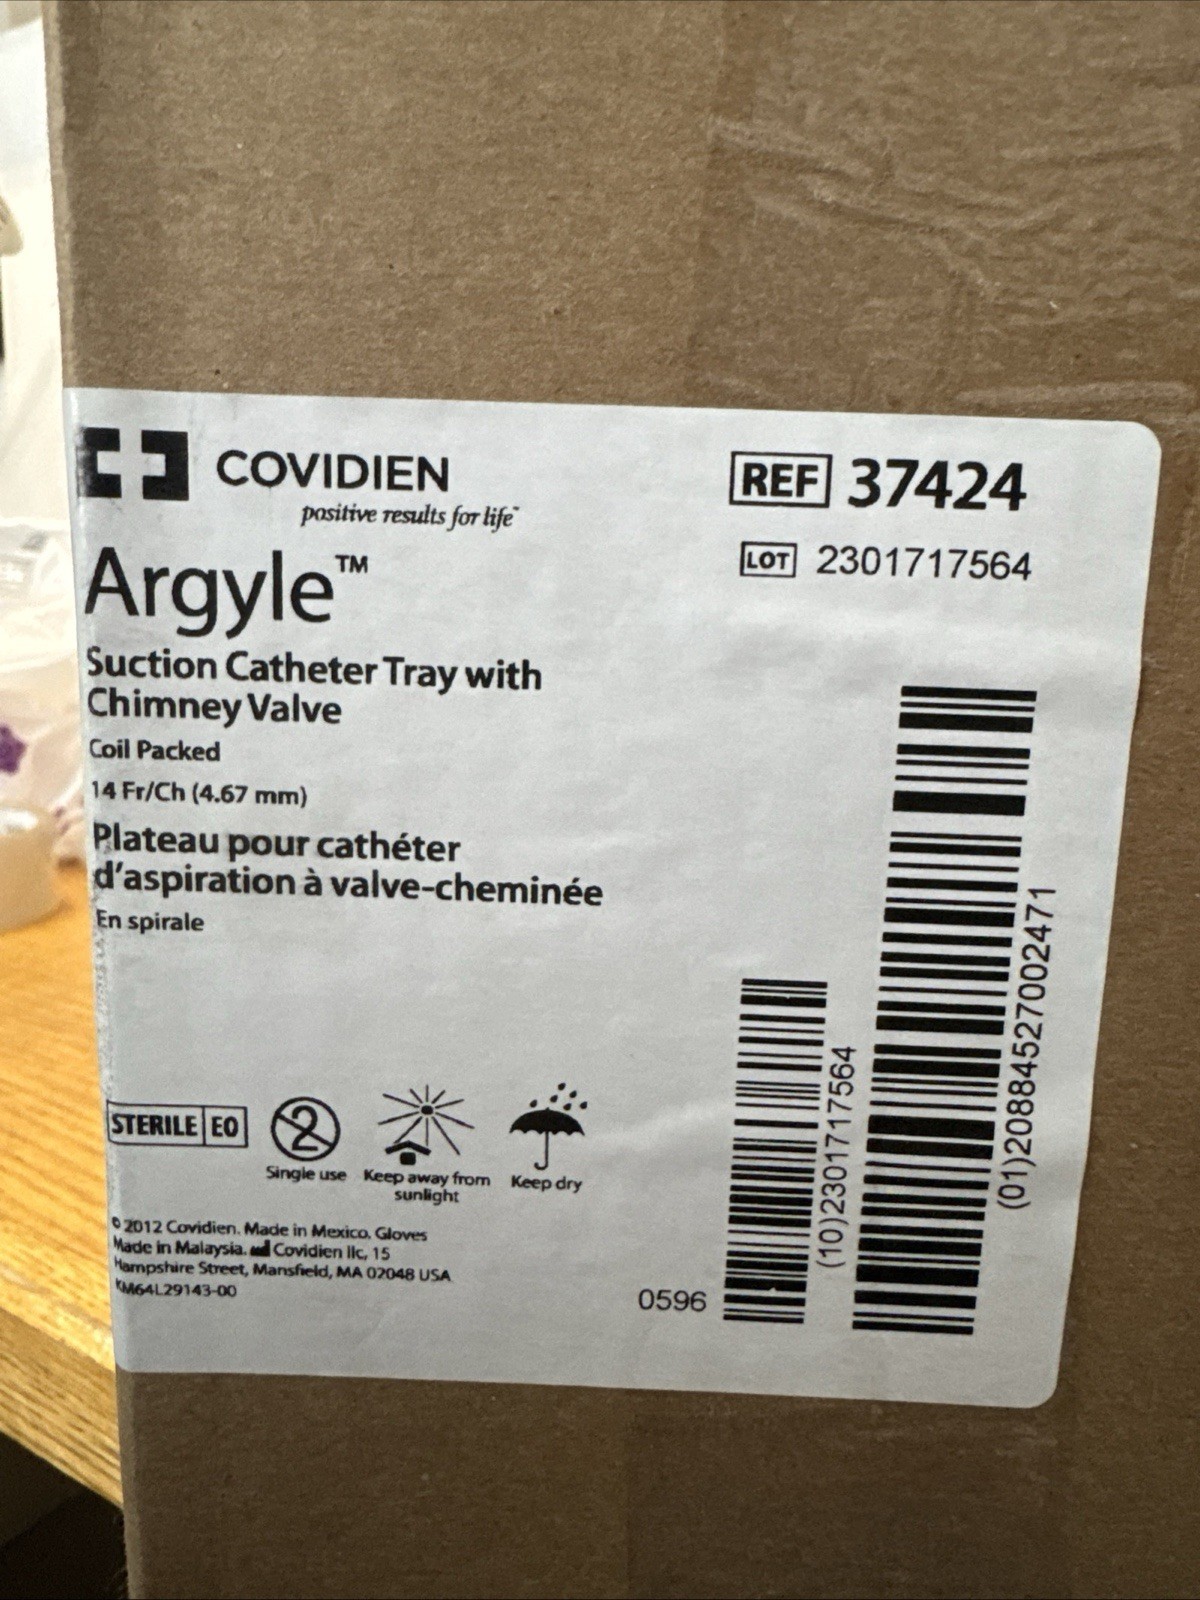 COVIDIEN
positive results for life™
REF 37424
LOT 2301717564
Argyle™
Suction Catheter Tray with
Chimney Valve
Coil Packed
14 Fr/Ch (4.67 mm)
Plateau pour cathéter
d'aspiration à valve-cheminée
En spirale
STERILE EO
2
Single use
Keep away from
sunlight
Keep dry
© 2012 Covidien. Made in Mexico. Gloves
Made in Malaysia. Covidien llc, 15
Hampshire Street, Mansfield, MA 02048 USA
KM64L29143-00
0596
(10)2301717564
(01)20884527002471